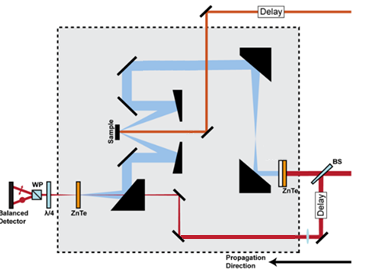 Delay
Sample
BS
WP
Balanced
Detector
λ/4
ZnTe
ZnTe
Delay
Propagation
Direction